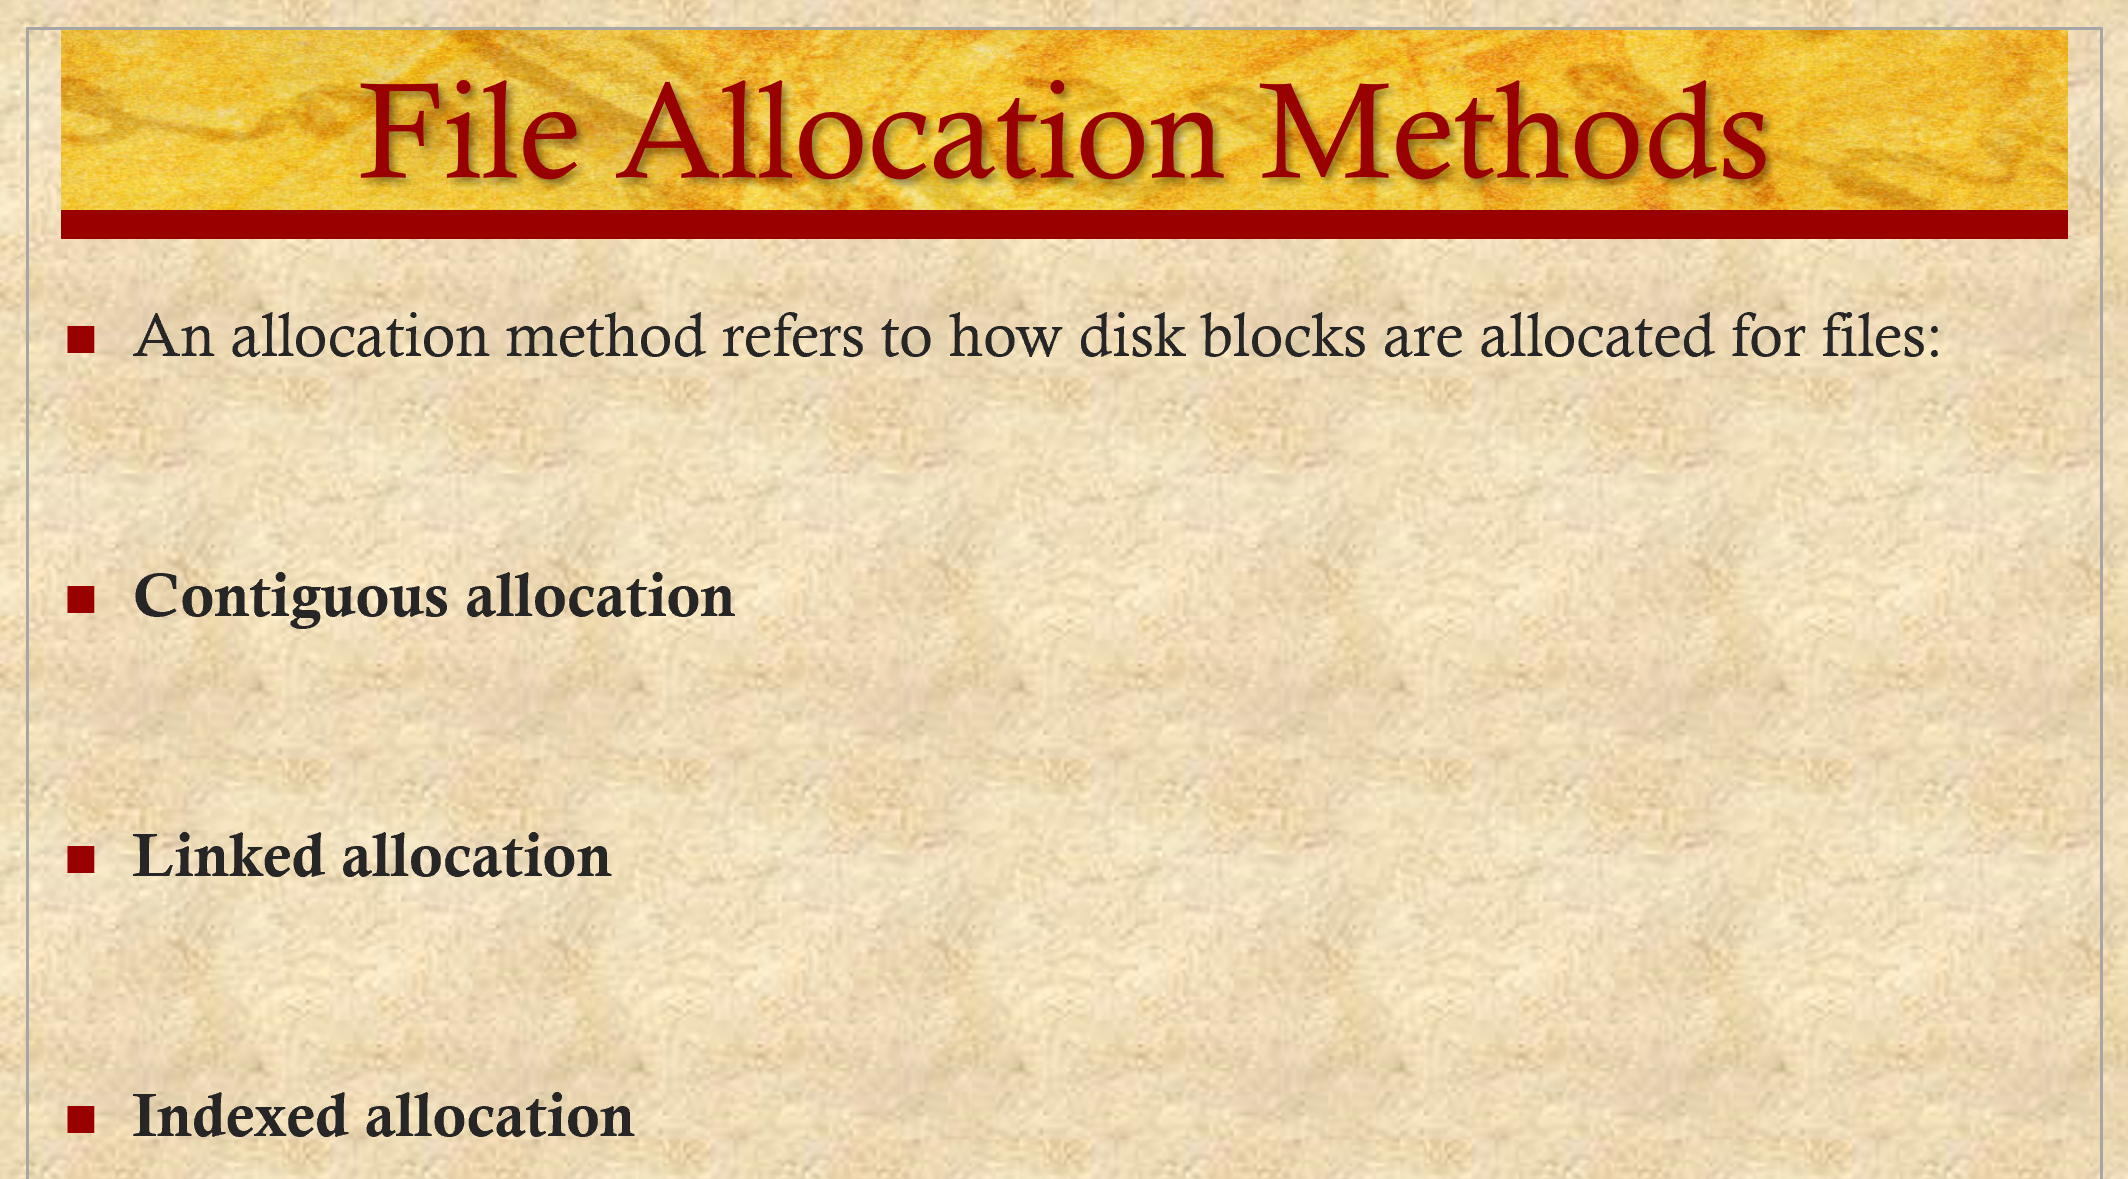 File Allocation Methods
An allocation method refers to how disk blocks are allocated for files:
Contiguous allocation
Linked allocation
Indexed allocation